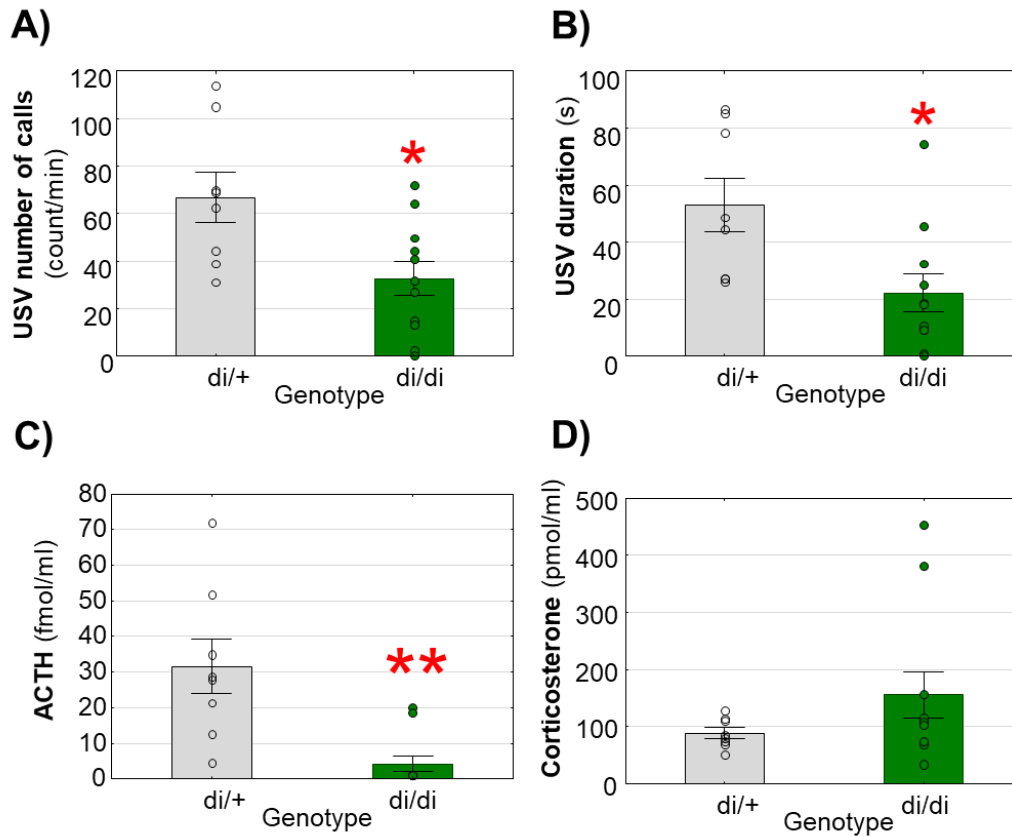 A)
USV number of calls
(count/min)
120
100
80
60
40
20
0
*
di/+
di/di
Genotype
B)
USV duration (s)
100
80
60
40
20
0
*
di/+
di/di
Genotype
C)
ACTH (fmol/ml)
80
70
60
50
40
30
20
10
0
**
di/+
di/di
Genotype
D)
Corticosterone (pmol/ml)
500
400
300
200
100
0
di/+
di/di
Genotype